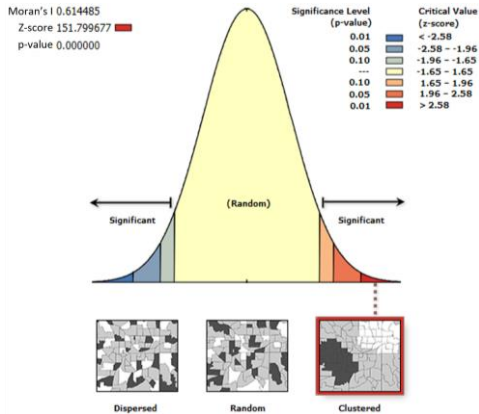 Moran's I 0.614485
Z-score 151.799677
p-value 0.000000
Significance Level
(p-value)
Critical Value
(z-score)
0.01 < -2.58
0.05 -2.58 – -1.96
0.10 -1.96 – -1.65
--- -1.65 – 1.65
0.10 1.65 – 1.96
0.05 1.96 – 2.58
0.01 > 2.58
Significant
(Random)
Significant
Dispersed
Random
Clustered